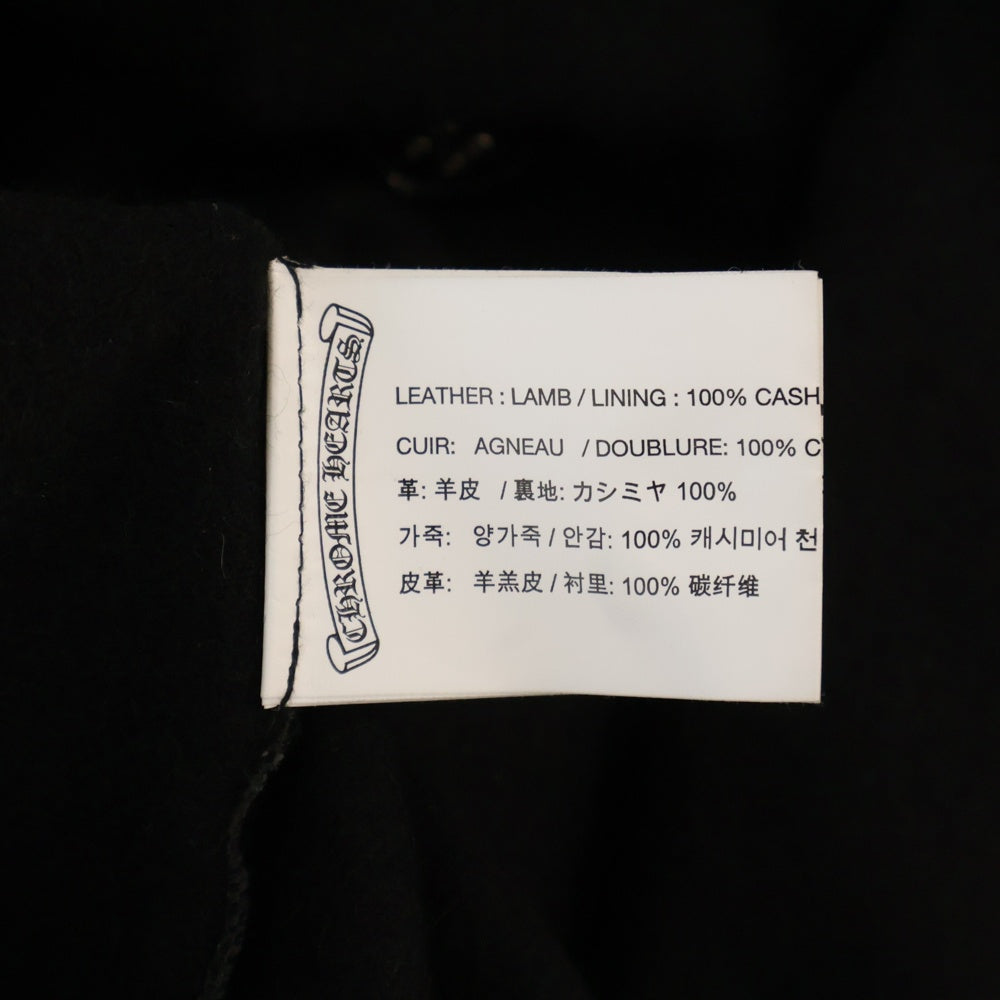 CHROME HEARTS
LEATHER : LAMB / LINING : 100% CASH
CUIR: AGNEAU / DOUBLURE: 100% C
革: 羊皮 / 裏地: カシミヤ 100%
가죽: 양가죽 / 안감: 100% 캐시미어 천
皮革: 羊羔皮 / 衬里: 100% 碳纤维